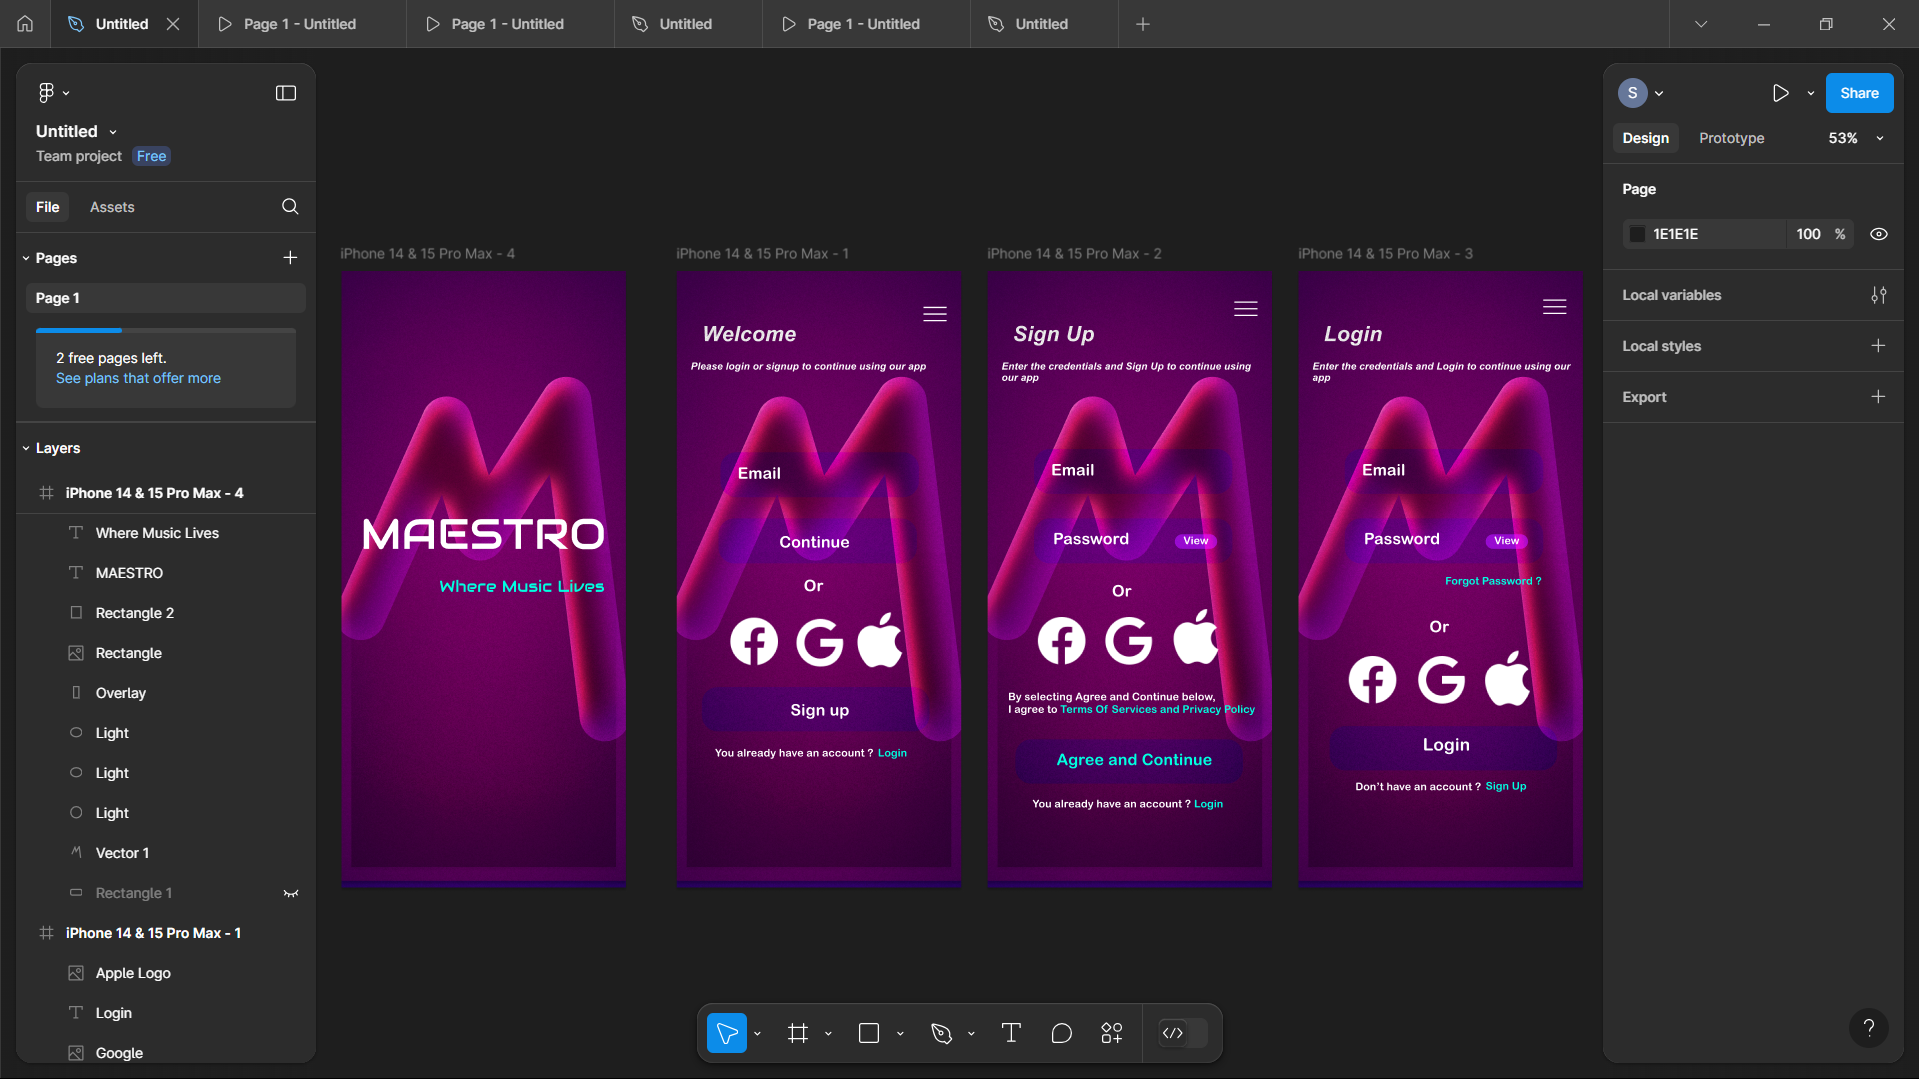 Untitled
Page 1 - Untitled
Page 1 - Untitled
Untitled
Page 1 - Untitled
Untitled
Untitled
Team project Free
File Assets
Pages
Page 1
2 free pages left.
See plans that offer more
Layers
iPhone 14 & 15 Pro Max - 4
Where Music Lives
MAESTRO
Rectangle 2
Rectangle
Overlay
Light
Light
Light
Vector 1
Rectangle 1
iPhone 14 & 15 Pro Max - 1
Apple Logo
Login
Google
iPhone 14 & 15 Pro Max - 4
MAESTRO
Where Music Lives
iPhone 14 & 15 Pro Max - 1
Welcome
Please login or signup to continue using our app
Email
Continue
Or
Sign up
You already have an account ? Login
iPhone 14 & 15 Pro Max - 2
Sign Up
Enter the credentials and Sign Up to continue using
our app
Email
Password View
Or
By selecting Agree and Continue below,
I agree to Terms Of Services and Privacy Policy
Agree and Continue
You already have an account ? Login
iPhone 14 & 15 Pro Max - 3
Login
Enter the credentials and Login to continue using our
app
Email
Password View
Forgot Password ?
Or
Login
Don't have an account ? Sign Up
S
Share
Design Prototype 53%
Page
1E1E1E 100 %
Local variables
Local styles
Export
?